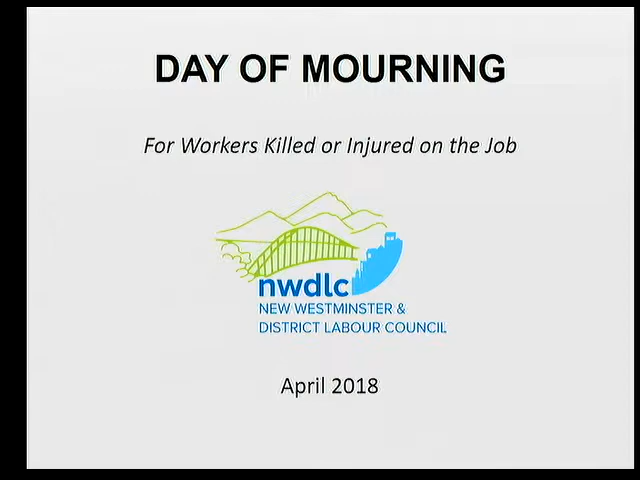 DAY OF MOURNING
For Workers Killed or Injured on the Job
nwdlc
NEW WESTMINSTER &
DISTRICT LABOUR COUNCIL
April 2018